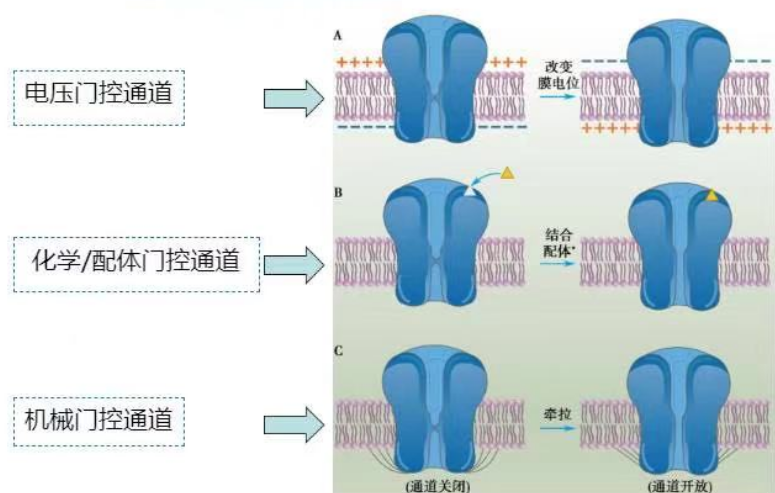 A
电压门控通道
++++
+++
改变
膜电位
B
化学/配体门控通道
结合
配体*
C
机械门控通道
牵拉
(通道关闭)
(通道开放)